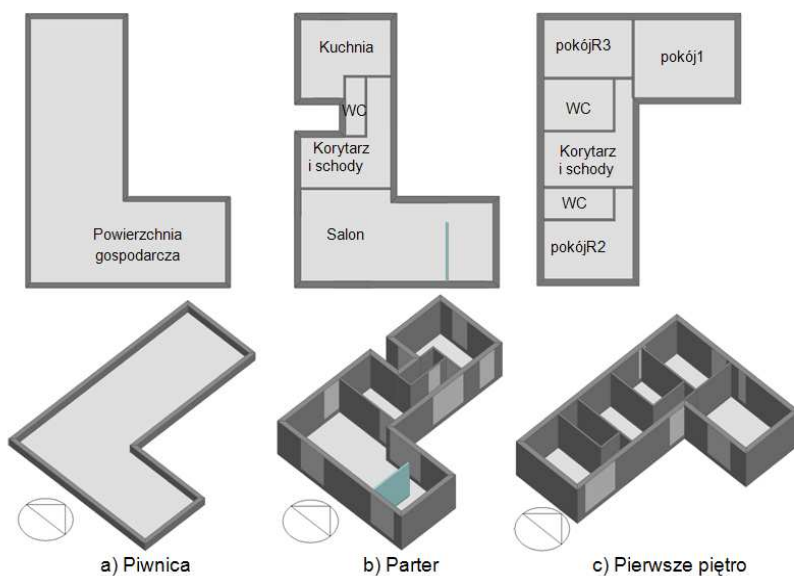 Powierzchnia
gospodarcza
Kuchnia
WC
Korytarz
i schody
Salon
pokójR3
pokój1
WC
Korytarz
i schody
WC
pokójR2
a) Piwnica
b) Parter
c) Pierwsze piętro